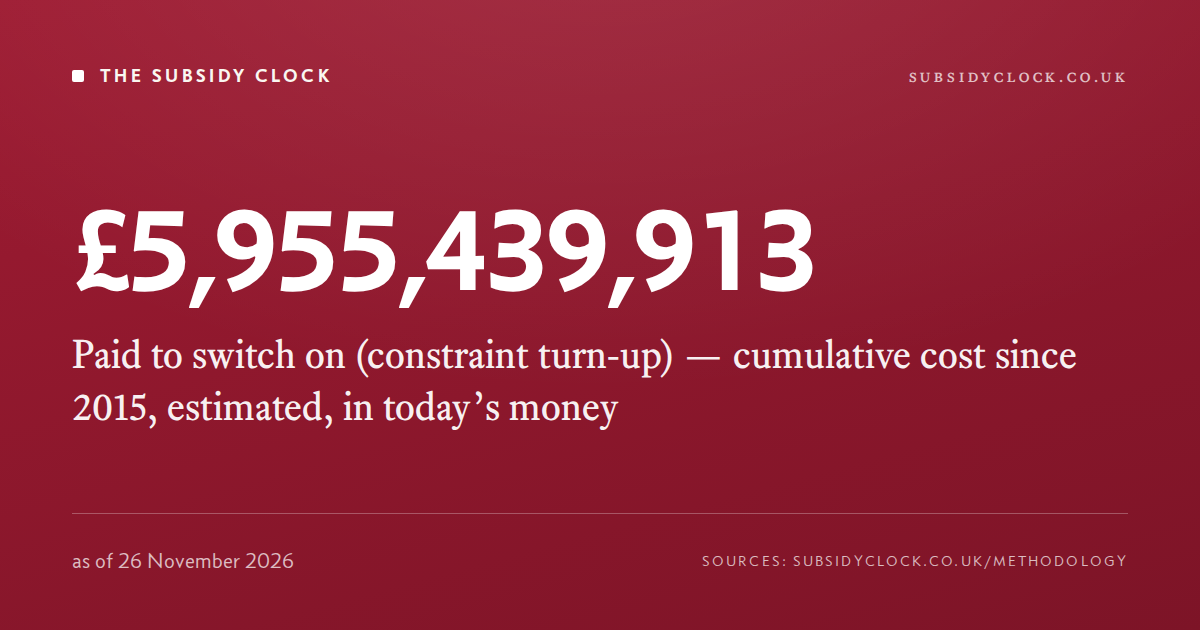 THE SUBSIDY CLOCK
SUBSIDYCLOCK.CO.UK
£5,955,439,913
Paid to switch on (constraint turn-up) — cumulative cost since
2015, estimated, in today’s money
as of 26 November 2026
SOURCES: SUBSIDYCLOCK.CO.UK/METHODOLOGY